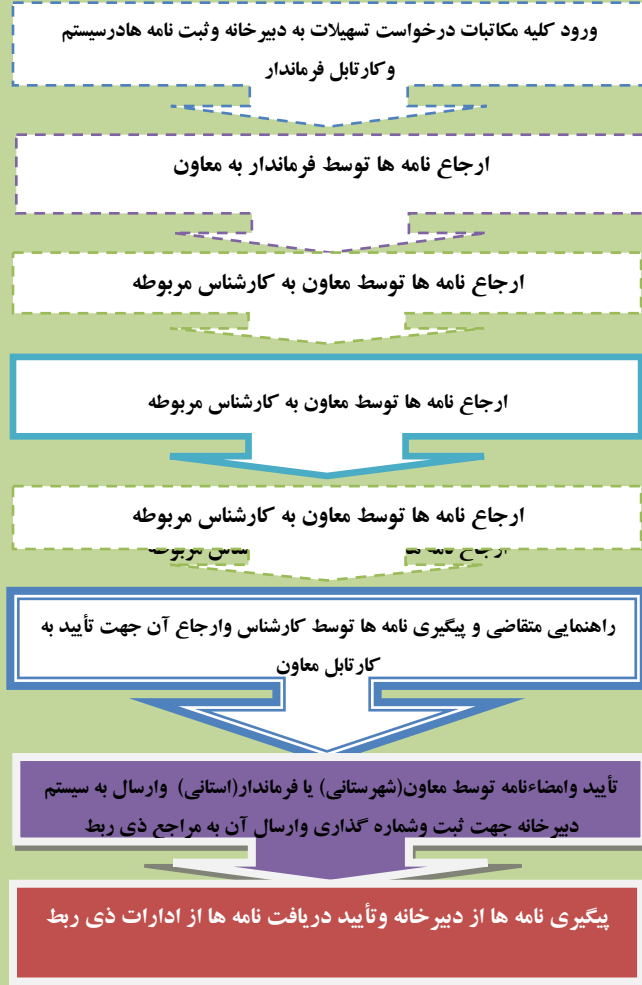 ورود کلیه مکاتبات درخواست تسهیلات به دبیرخانه وثبت نامه هادرسیستم
وکارتابل فرماندار
ارجاع نامه ها توسط فرماندار به معاون
ارجاع نامه ها توسط معاون به کارشناس مربوطه
ارجاع نامه ها توسط معاون به کارشناس مربوطه
ارجاع نامه ها توسط معاون به کارشناس مربوطه
ارجاع نامه ها مربوطه
راهنمایی متقاضی و پیگیری نامه ها توسط کارشناس وارجاع آن جهت تأیید به
کارتابل معاون
تأیید وامضاءنامه توسط معاون(شهرستانی) یا فرماندار(استانی) وارسال به سیستم
دبیرخانه جهت ثبت وشماره گذاری وارسال آن به مراجع ذی ربط
پیگیری نامه ها از دبیرخانه وتأیید دریافت نامه ها از ادارات ذی ربط